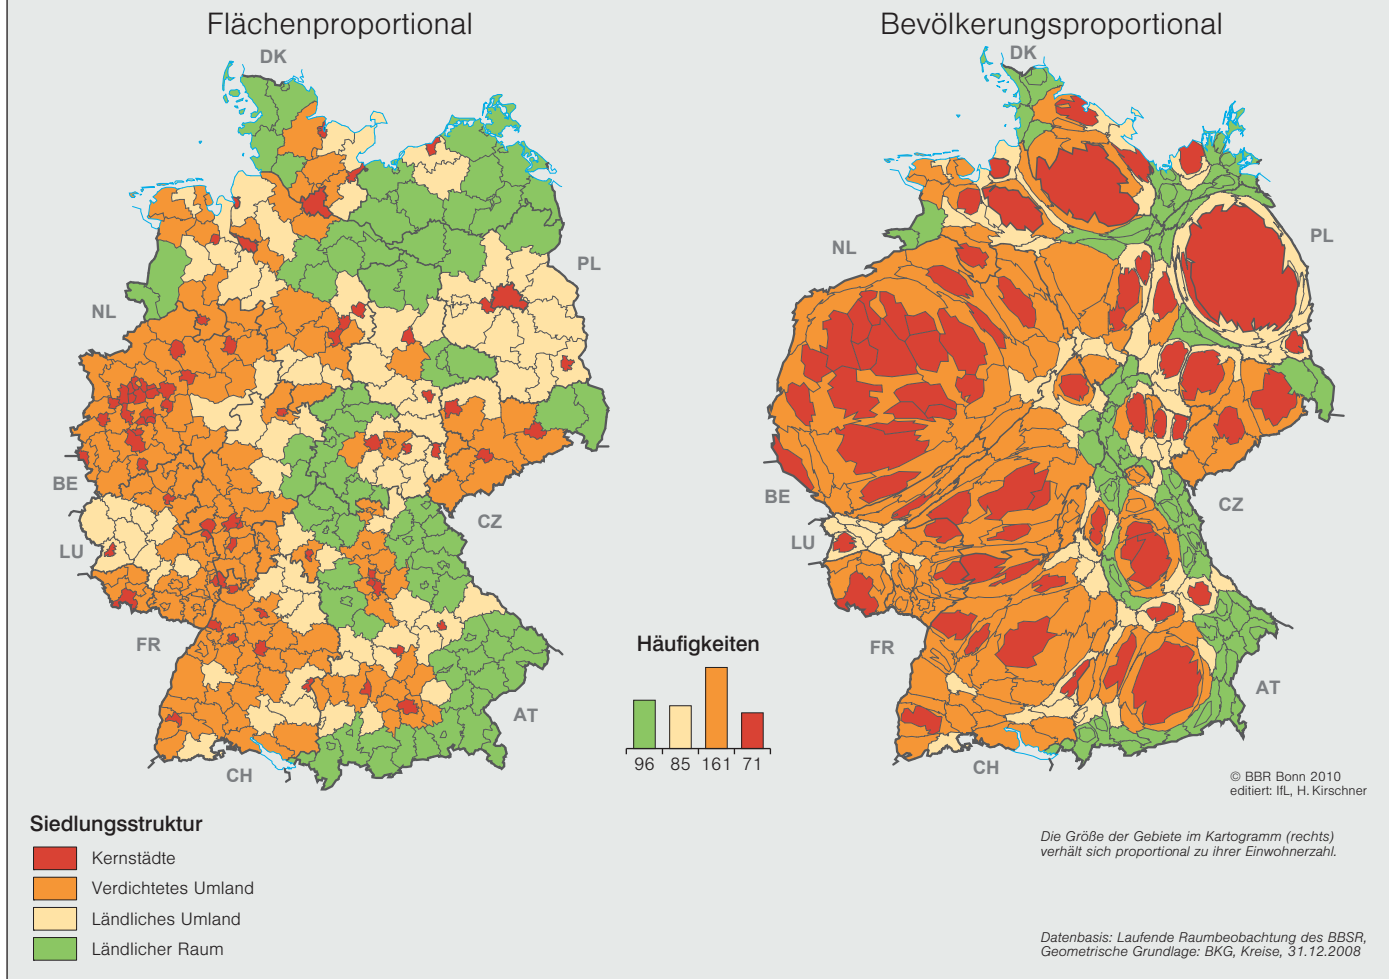 Flächenproportional
Bevölkerungsproportional
DK
NL
PL
NL
BE
LU
CZ
FR
AT
CH
DK
NL
PL
BE
LU
CZ
FR
AT
CH
Häufigkeiten
96 85 161 71
© BBR Bonn 2010
editiert: IfL, H. Kirschner
Siedlungsstruktur
Kernstädte
Verdichtetes Umland
Ländliches Umland
Ländlicher Raum
Die Größe der Gebiete im Kartogramm (rechts)
verhält sich proportional zu ihrer Einwohnerzahl.
Datenbasis: Laufende Raumbeobachtung des BBSR,
Geometrische Grundlage: BKG, Kreise, 31.12.2008